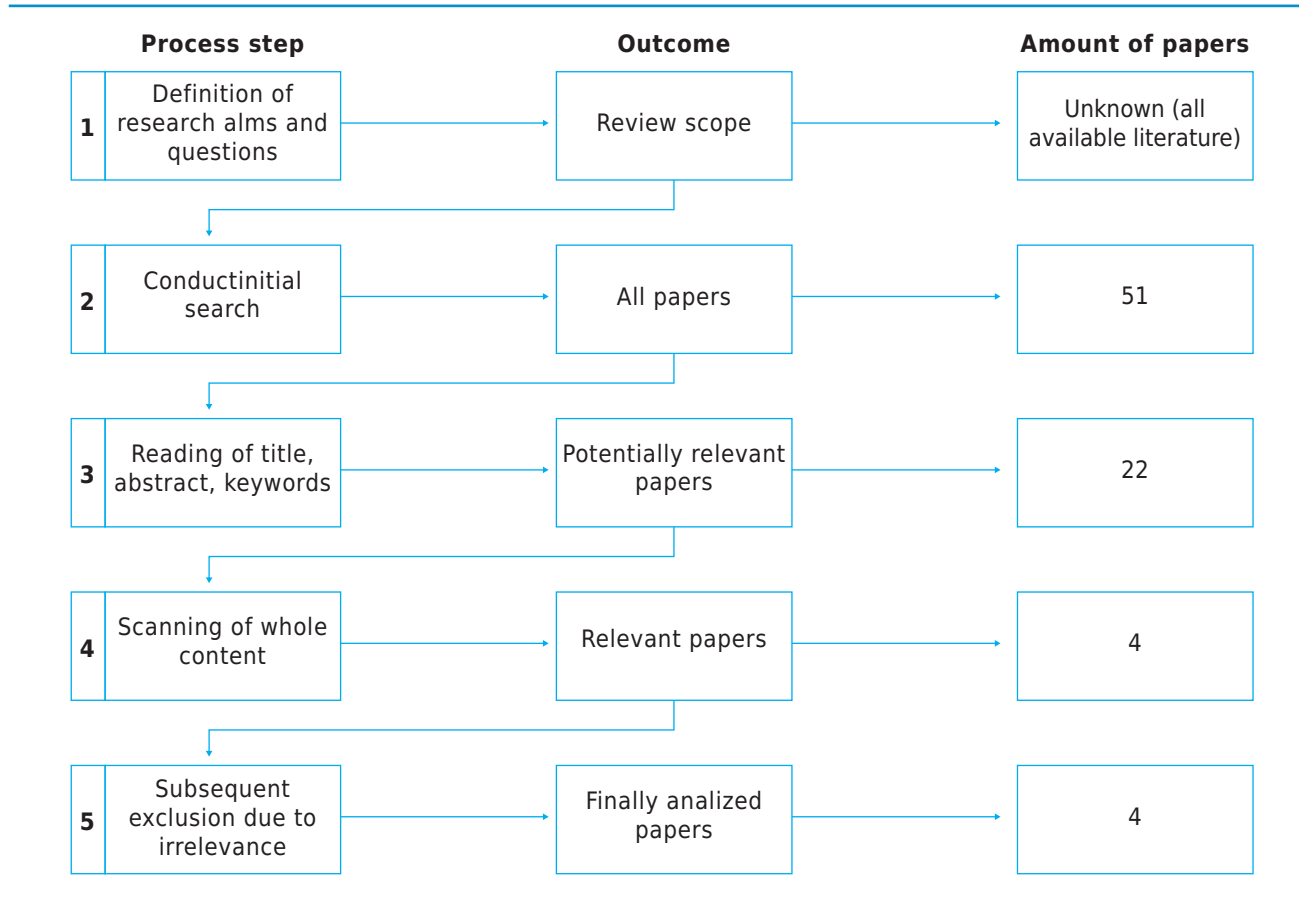 Process step
Outcome
Amount of papers
1
Definition of
research alms and
questions
Review scope
Unknown (all
available literature)
2
Conductinitial
search
All papers
51
3
Reading of title,
abstract, keywords
Potentially relevant
papers
22
4
Scanning of whole
content
Relevant papers
4
5
Subsequent
exclusion due to
irrelevance
Finally analized
papers
4